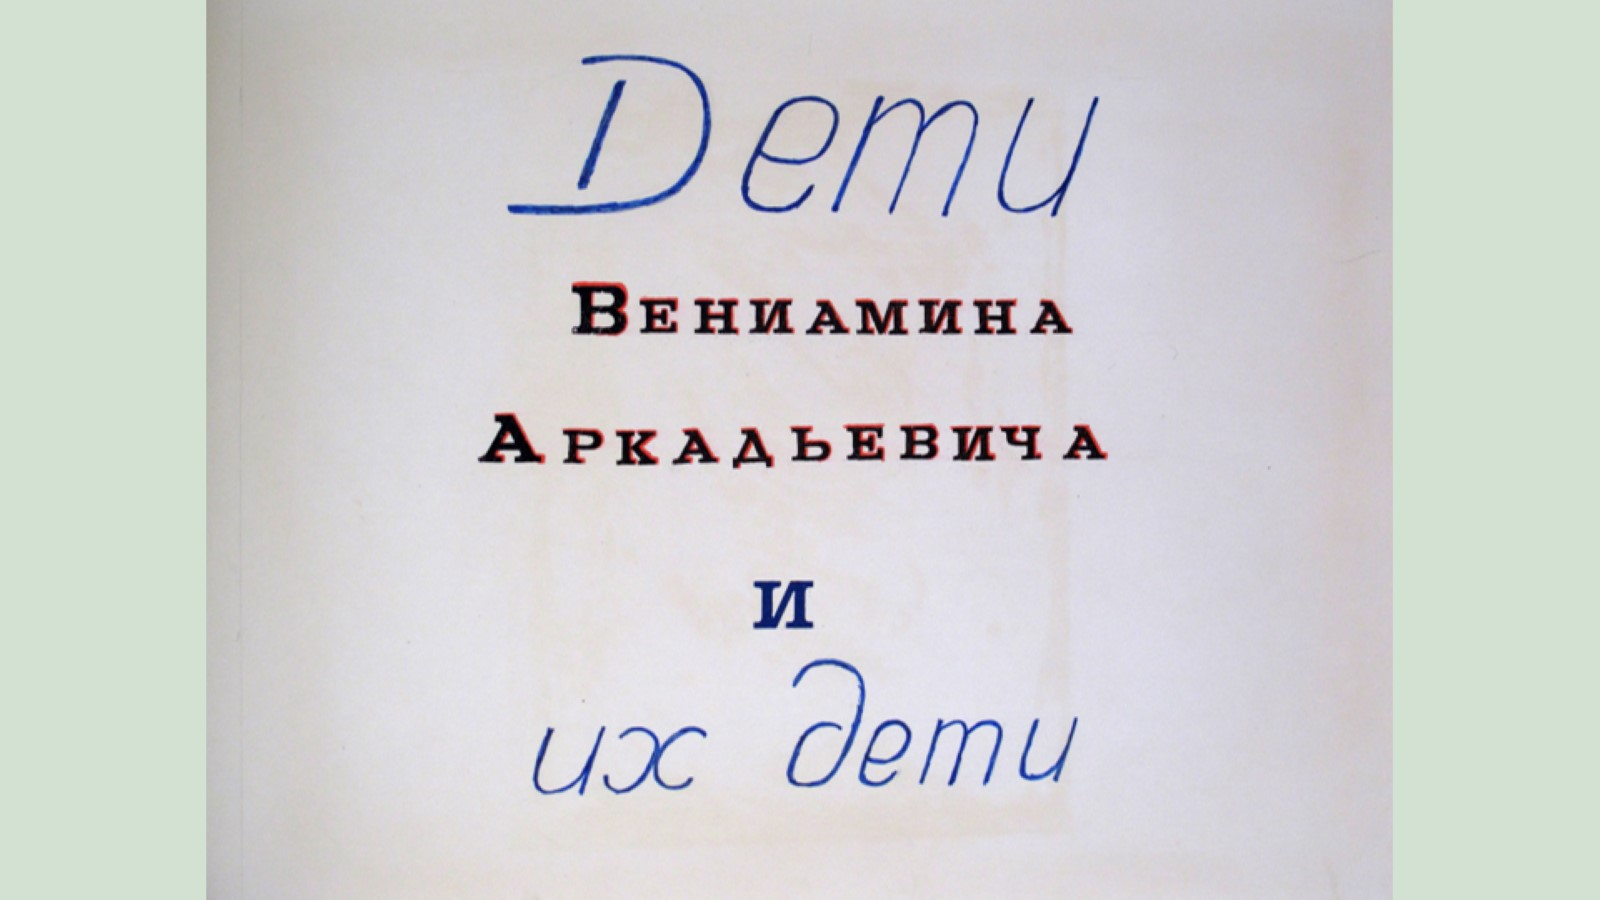 Дети
Вениамина
Аркадьевича
и
их дети